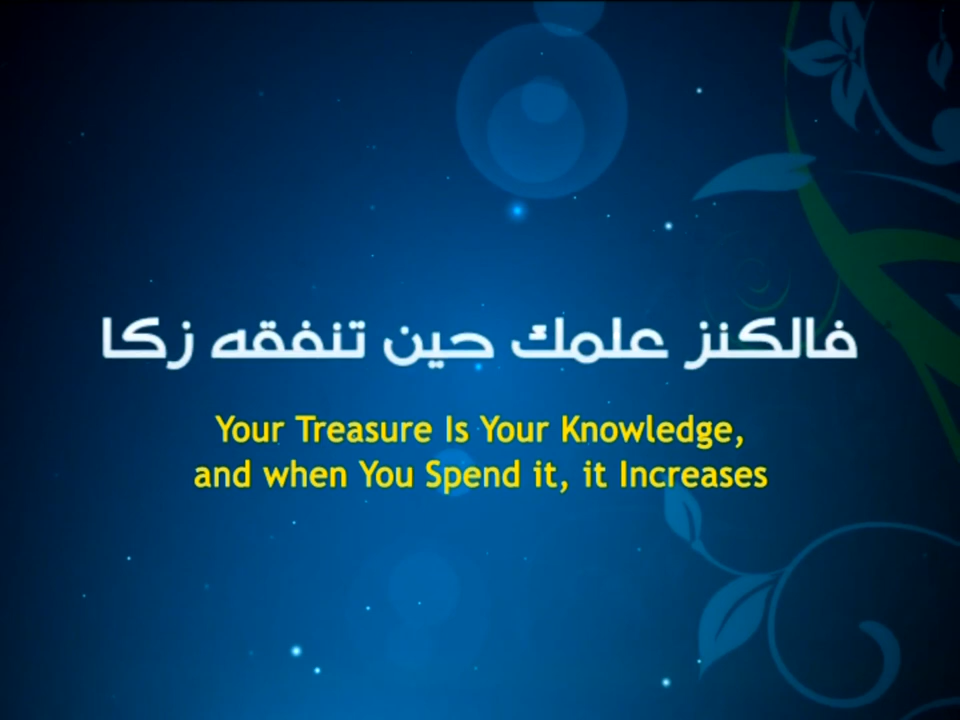 فالكنز علمك حين تنفقه زكا
Your Treasure Is Your Knowledge,
and when You Spend it, it Increases